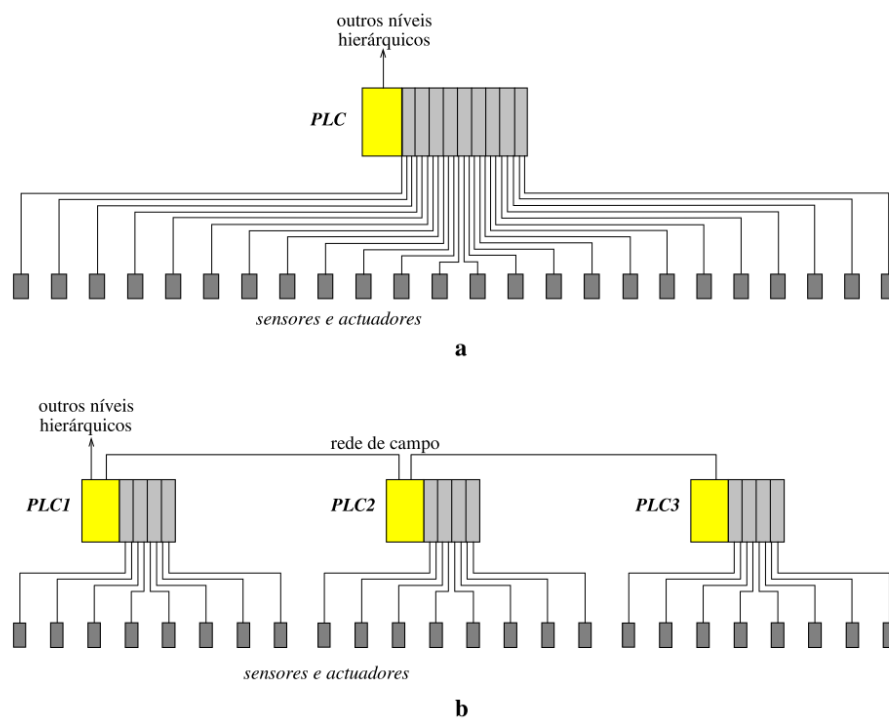 outros níveis
hierárquicos
PLC
sensores e actuadores
a
outros níveis
hierárquicos
rede de campo
PLC1
PLC2
PLC3
sensores e actuadores
b